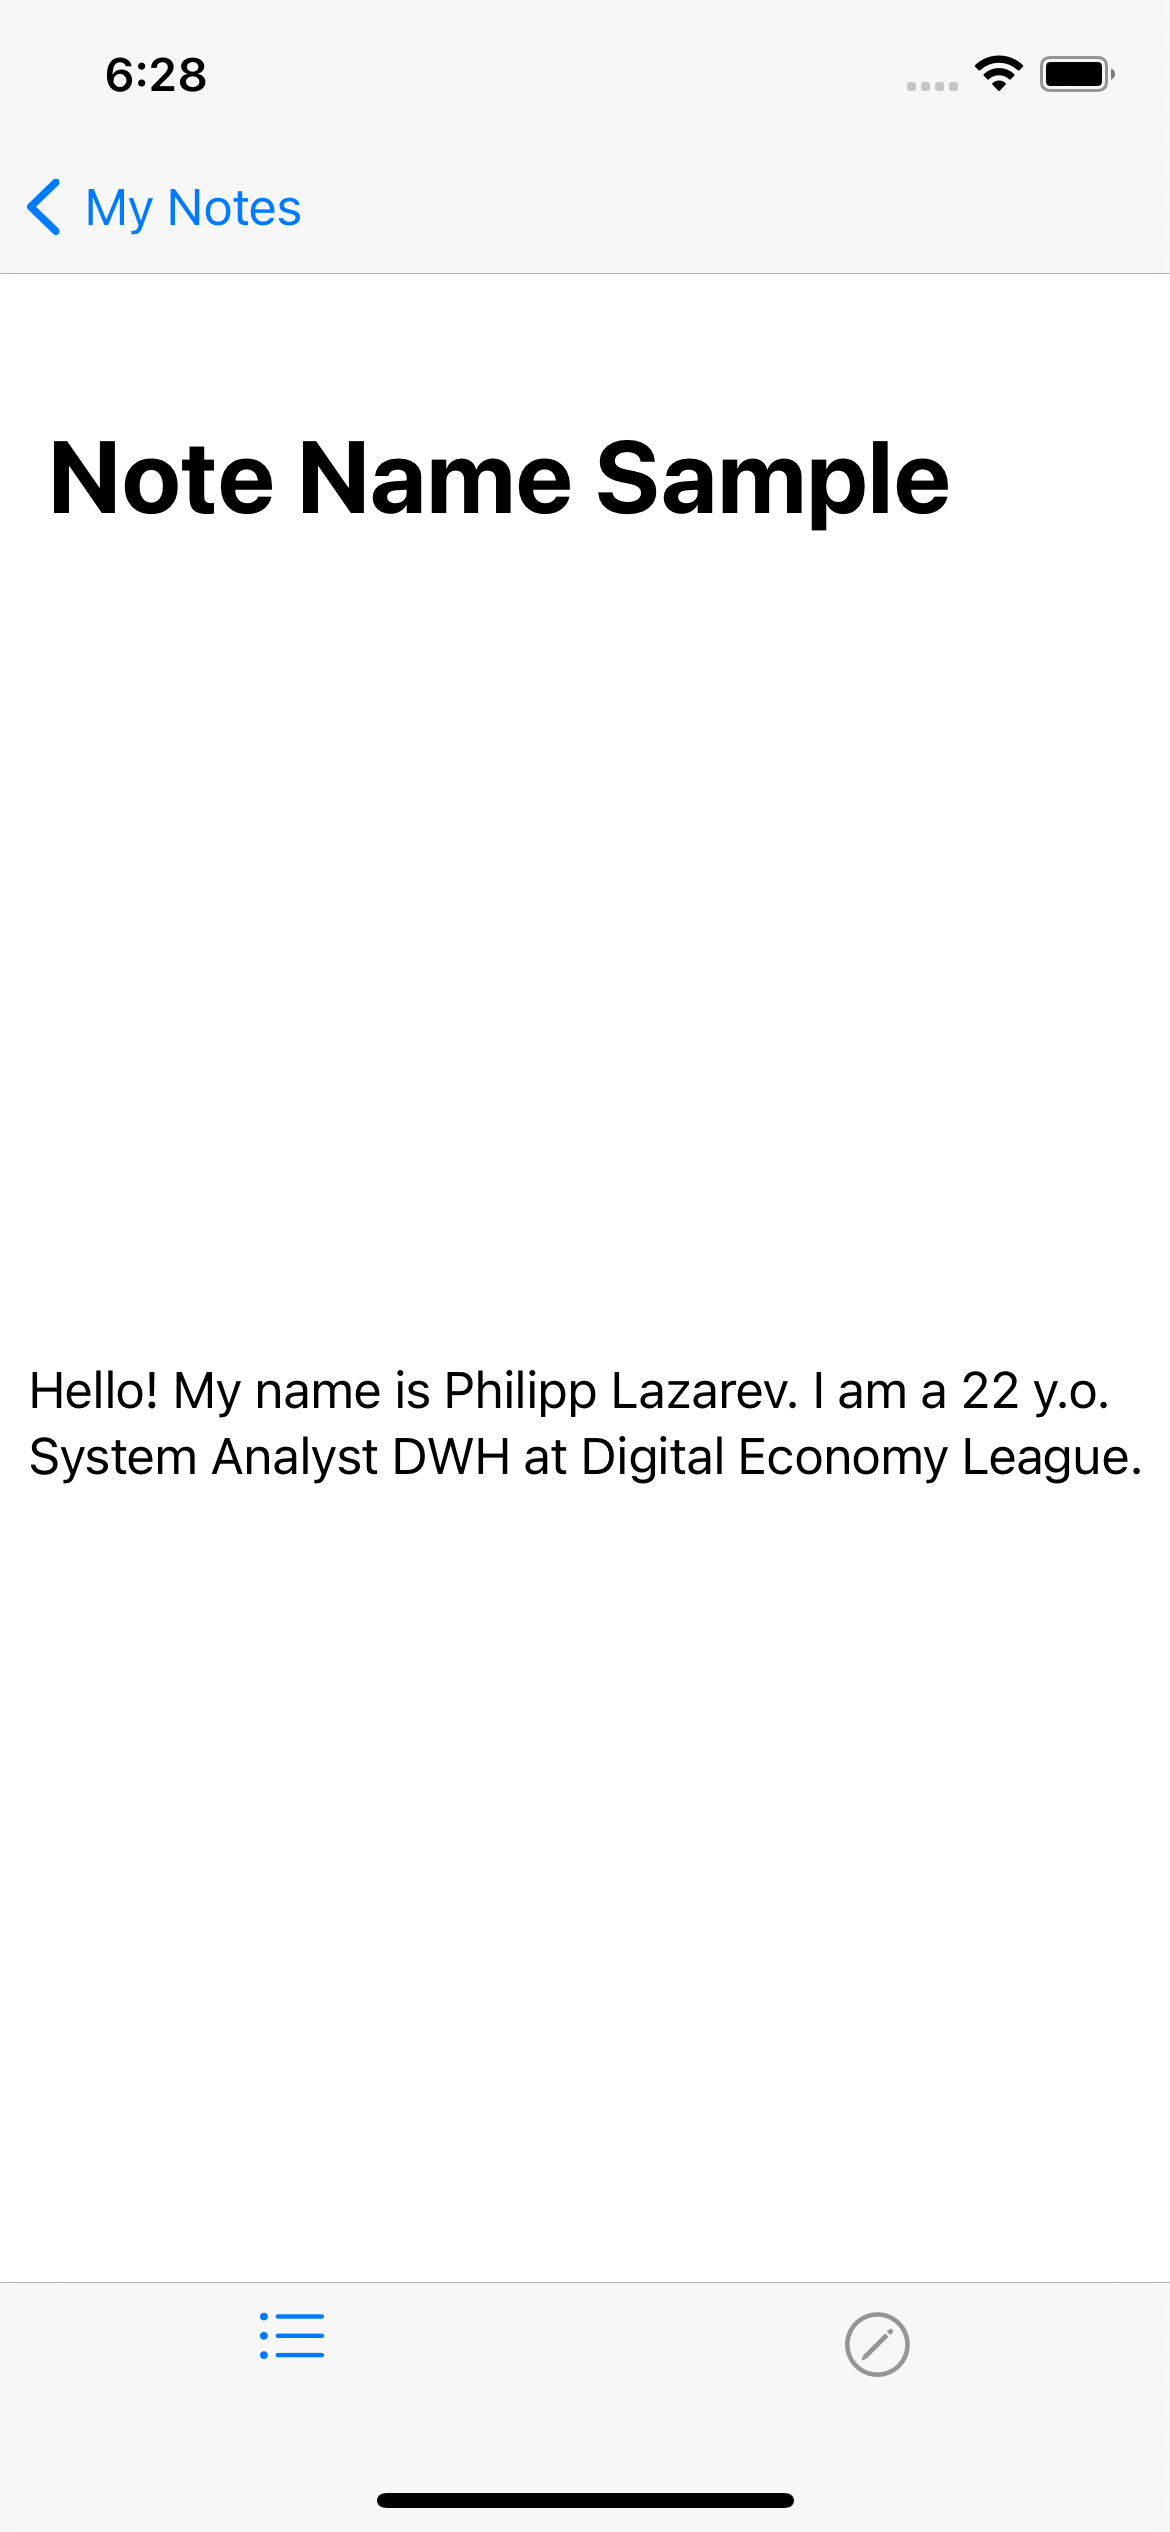 6:28
My Notes
Note Name Sample
Hello! My name is Philipp Lazarev. I am a 22 y.o.
System Analyst DWH at Digital Economy League.